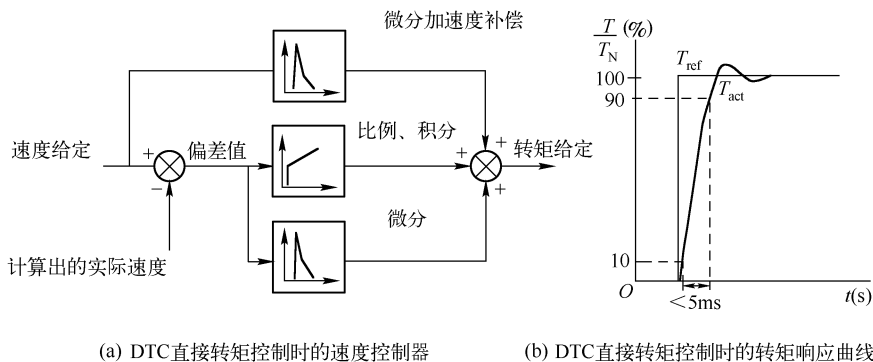 微分加速度补偿
速度给定
+
−
偏差值
比例、积分
+
+
+
转矩给定
微分
计算出的实际速度
(a) DTC直接转矩控制时的速度控制器
T/T_N (%)
T_ref
100
T_act
90
10
O
<5ms
t(s)
(b) DTC直接转矩控制时的转矩响应曲线